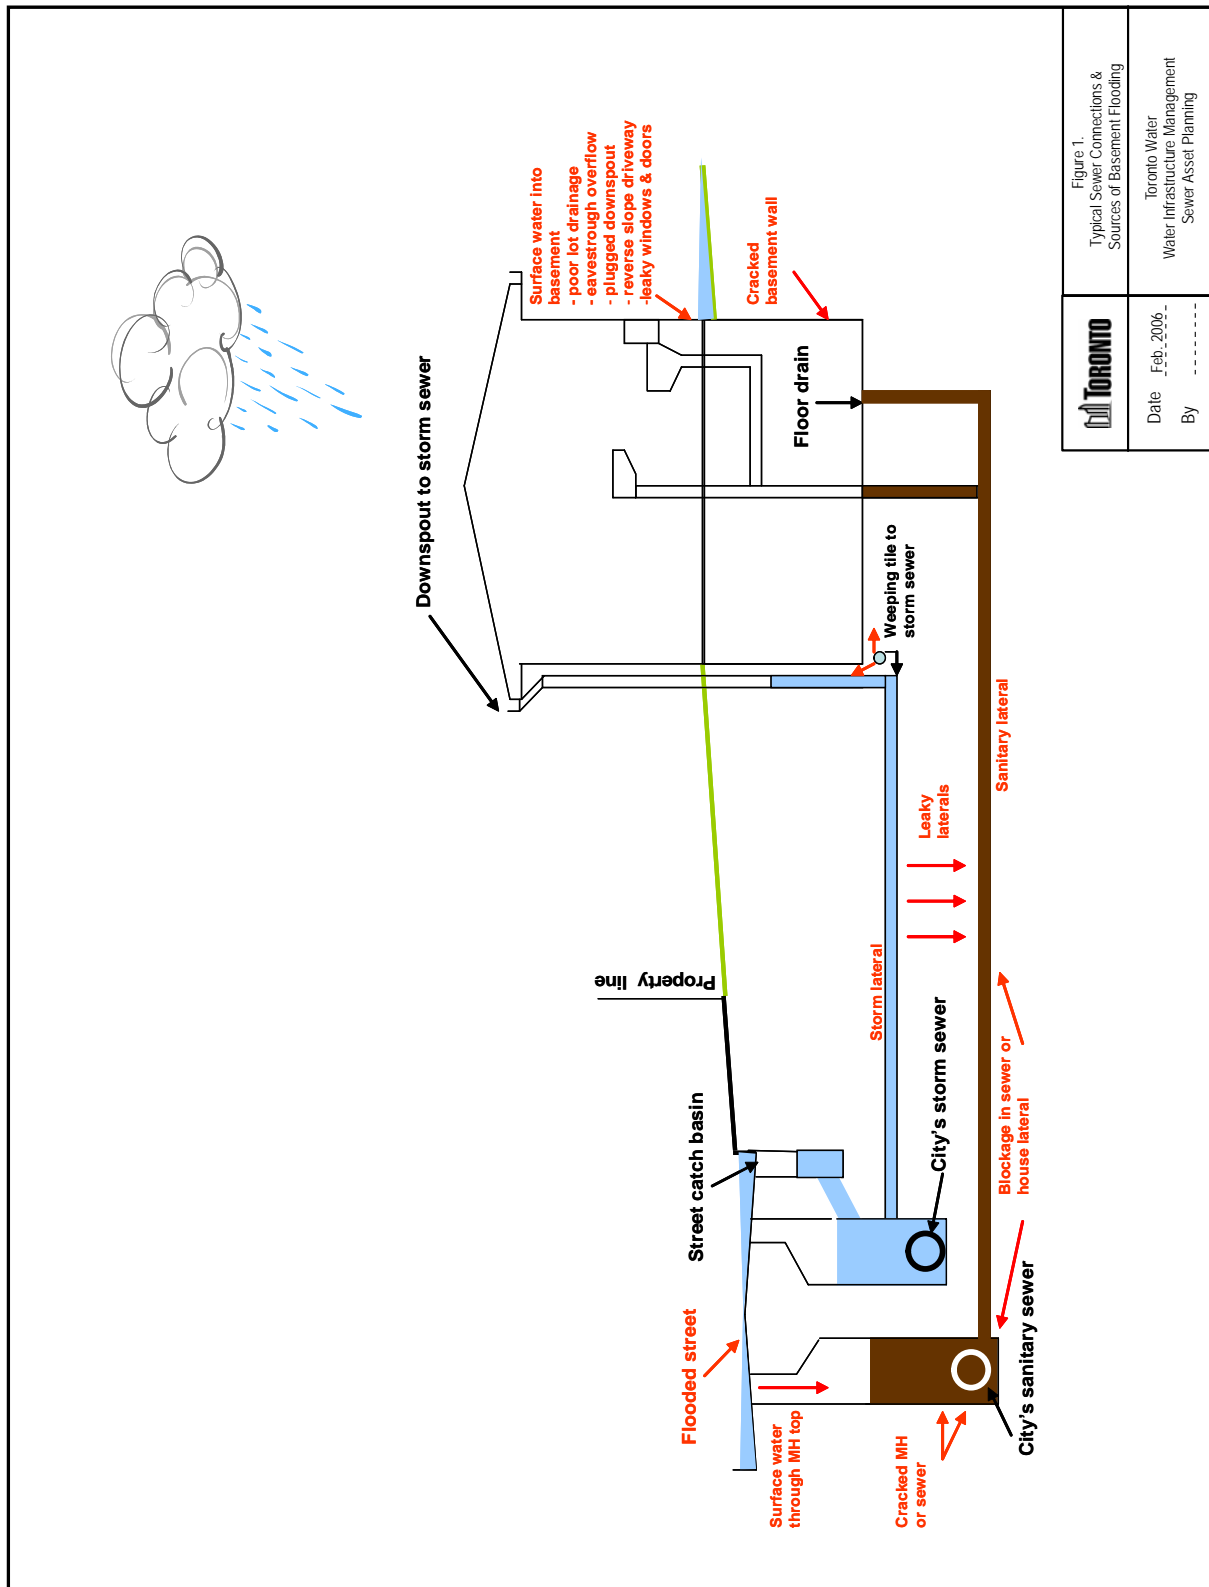 Downspout to storm sewer
Surface water into
basement
- poor lot drainage
- eavestrough overflow
- plugged downspout
- reverse slope driveway
-leaky windows & doors
Cracked
basement wall
Floor drain
Weeping tile to
storm sewer
Property line
Street catch basin
Flooded street
Surface water
through MH top
Cracked MH
or sewer
City's sanitary sewer
City's storm sewer
Storm lateral
Leaky
laterals
Sanitary lateral
Blockage in sewer or
house lateral
TORONTO
Date Feb. 2006
By
Figure 1.
Typical Sewer Connections &
Sources of Basement Flooding
Toronto Water
Water Infrastructure Management
Sewer Asset Planning